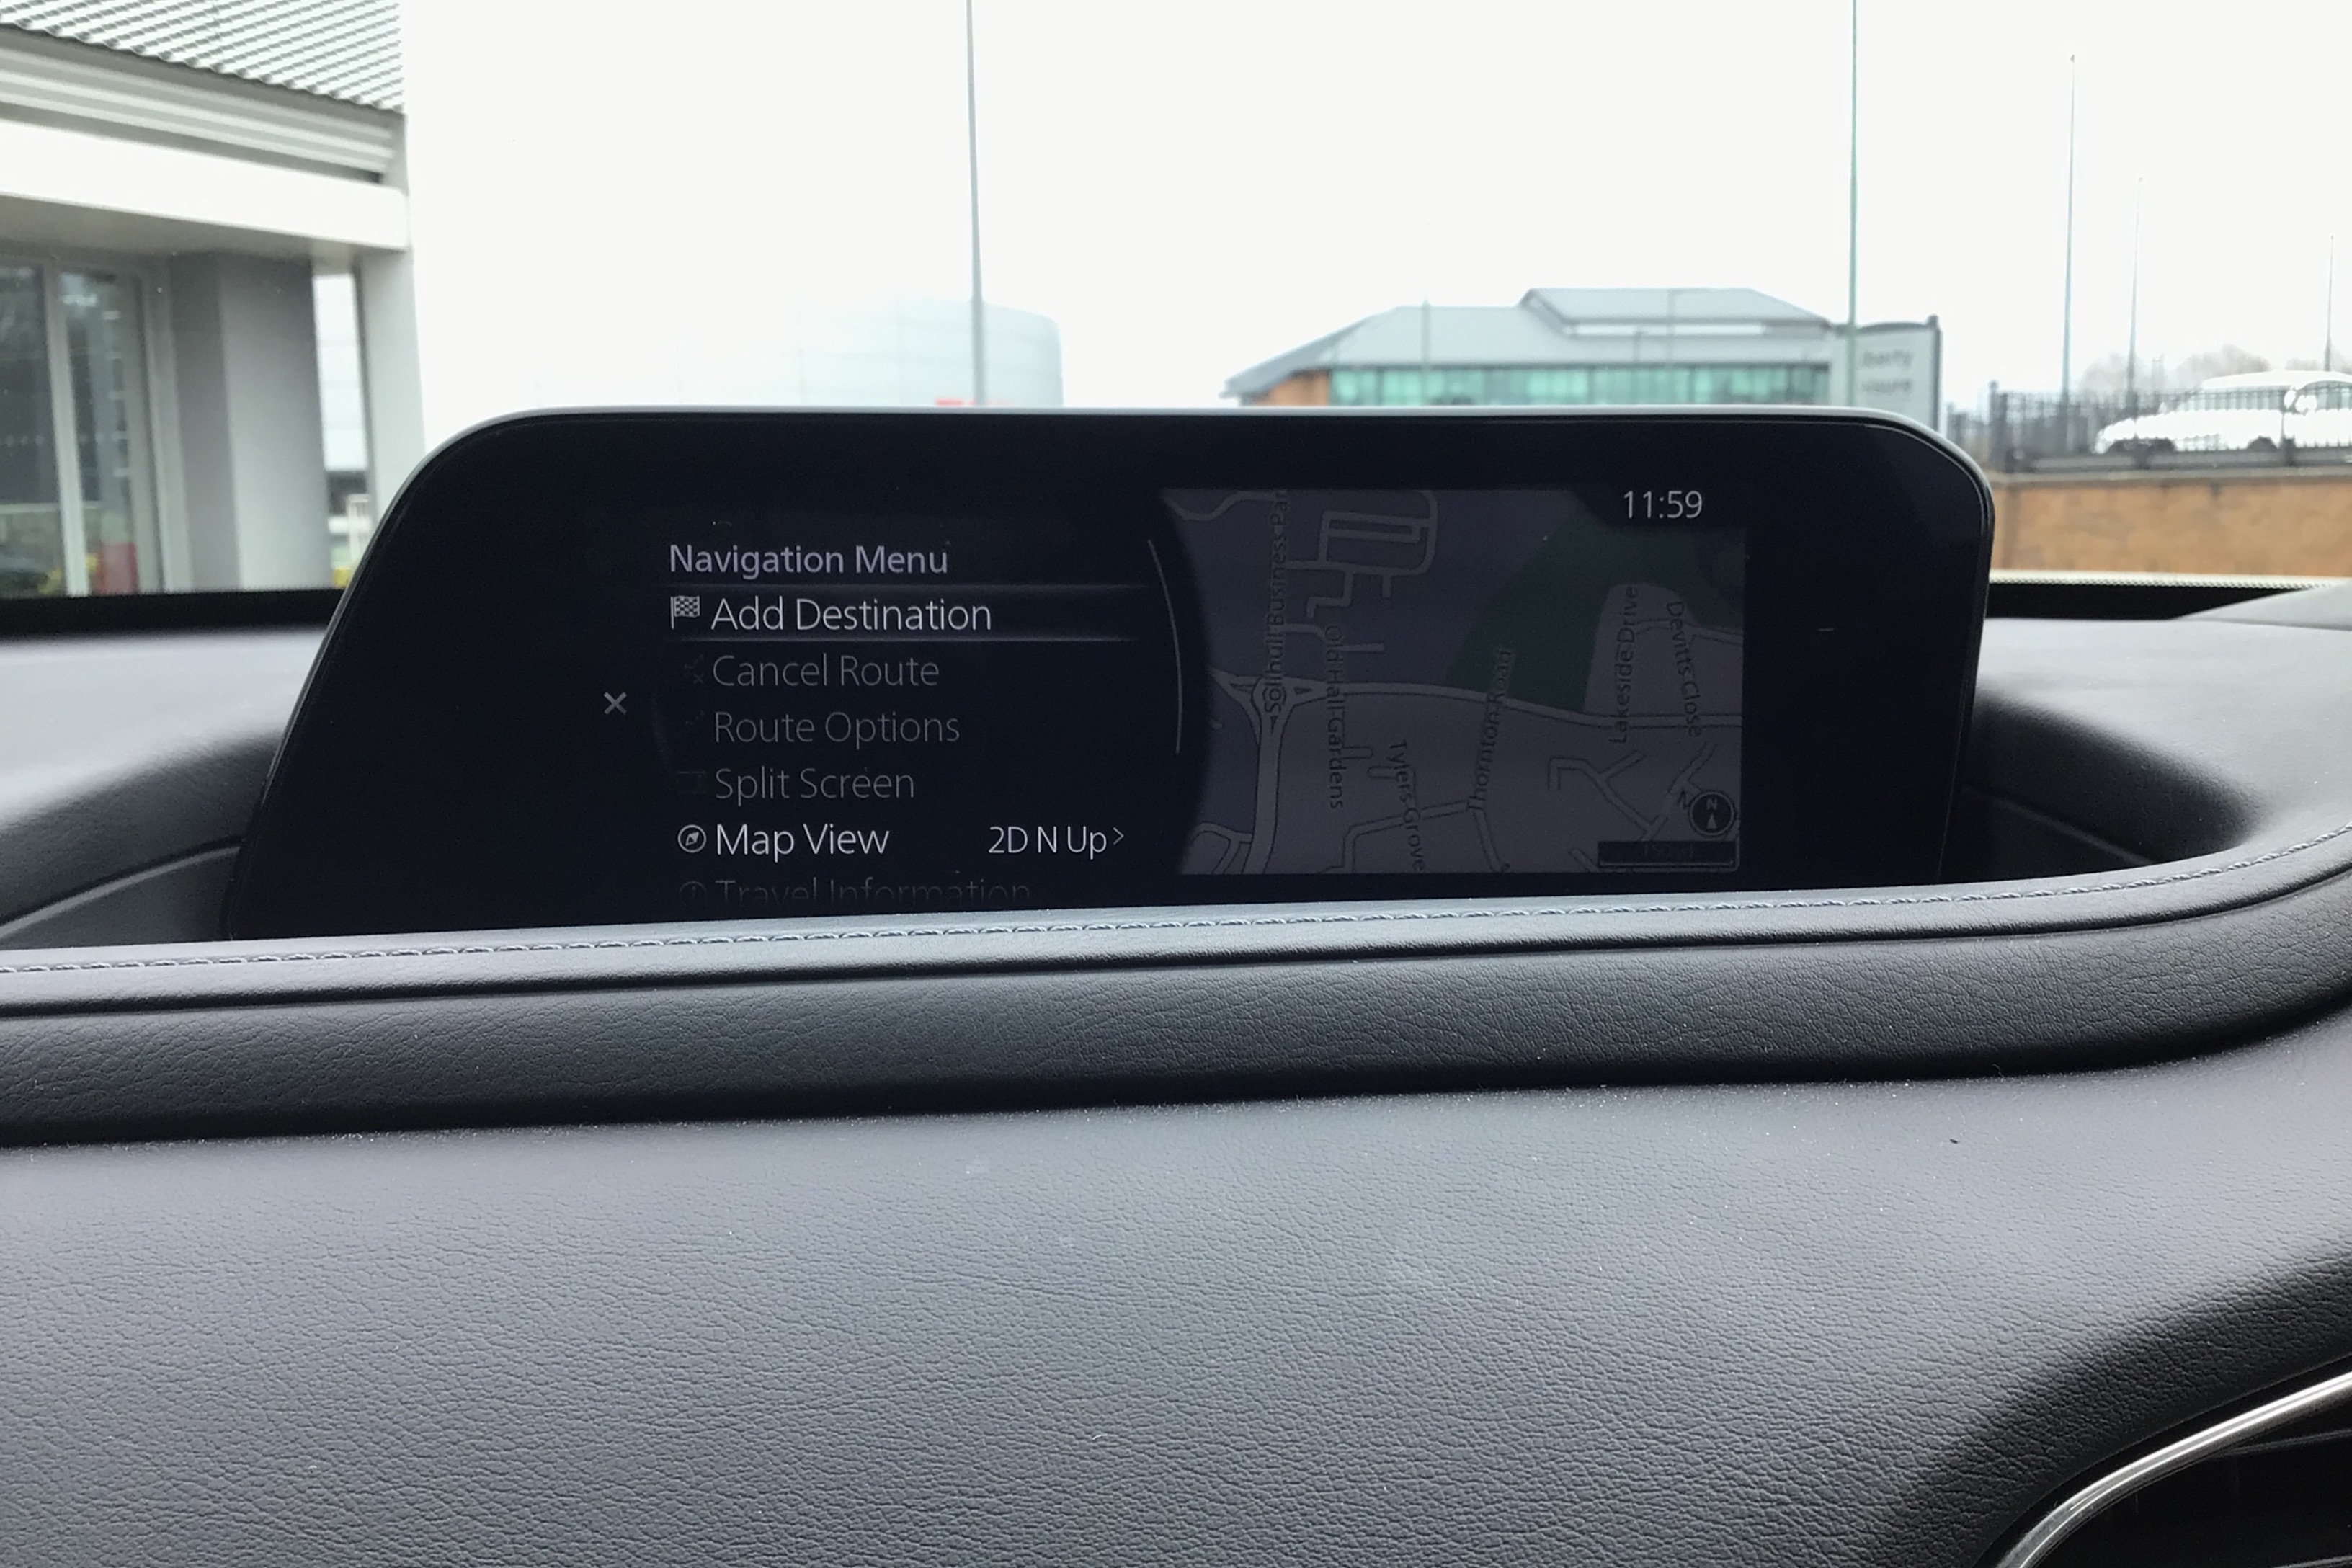 11:59
Navigation Menu
Add Destination
Cancel Route
Route Options
Split Screen
Map View 2D N Up >
Travel Information
Solihull Business Par
Old Hall Gardens
Tylers Grove
Thornton Road
Lakeside Drive
Devitts Close
N